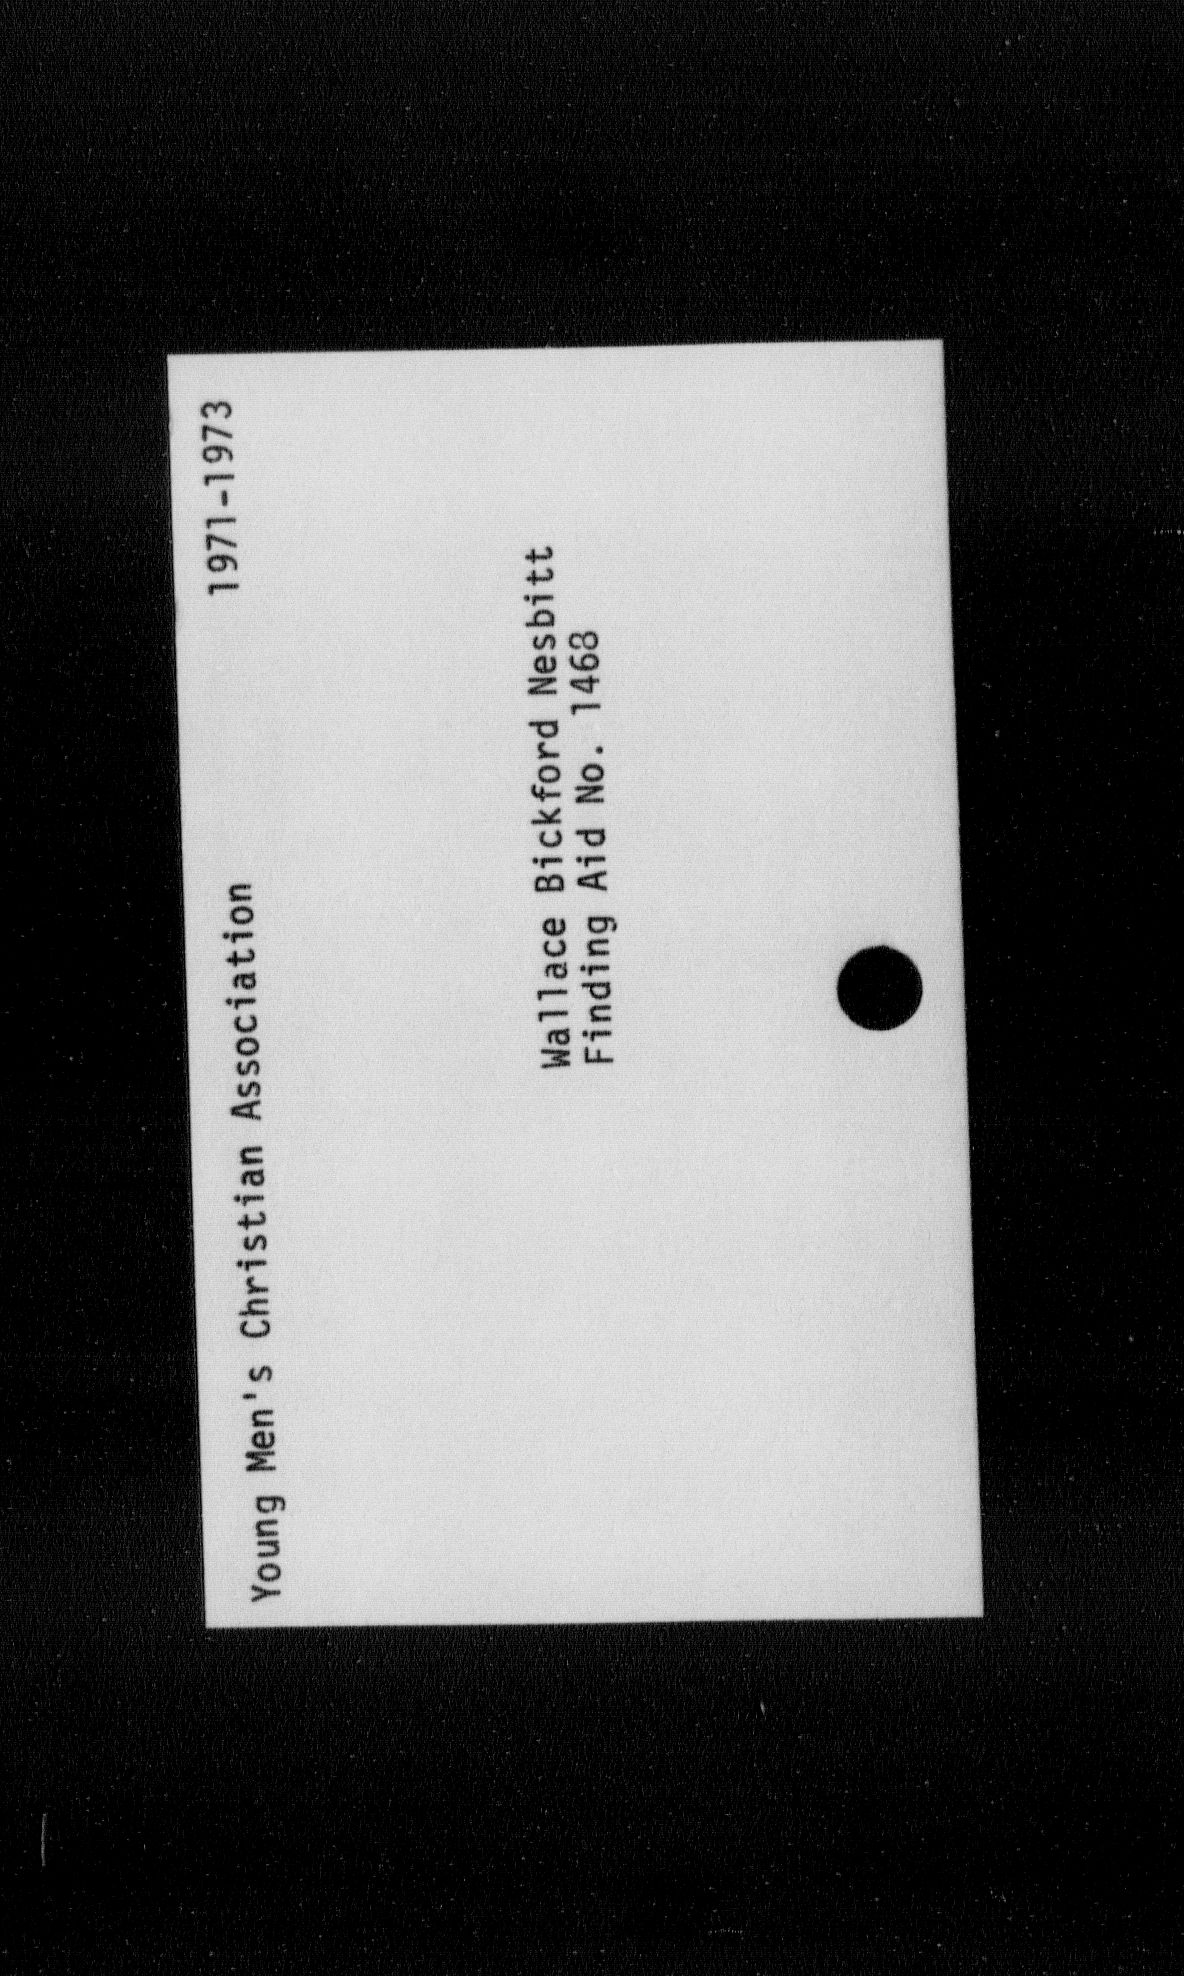 Young Men's Christian Association 1971-1973
Wallace Bickford Nesbitt
Finding Aid No. 1468